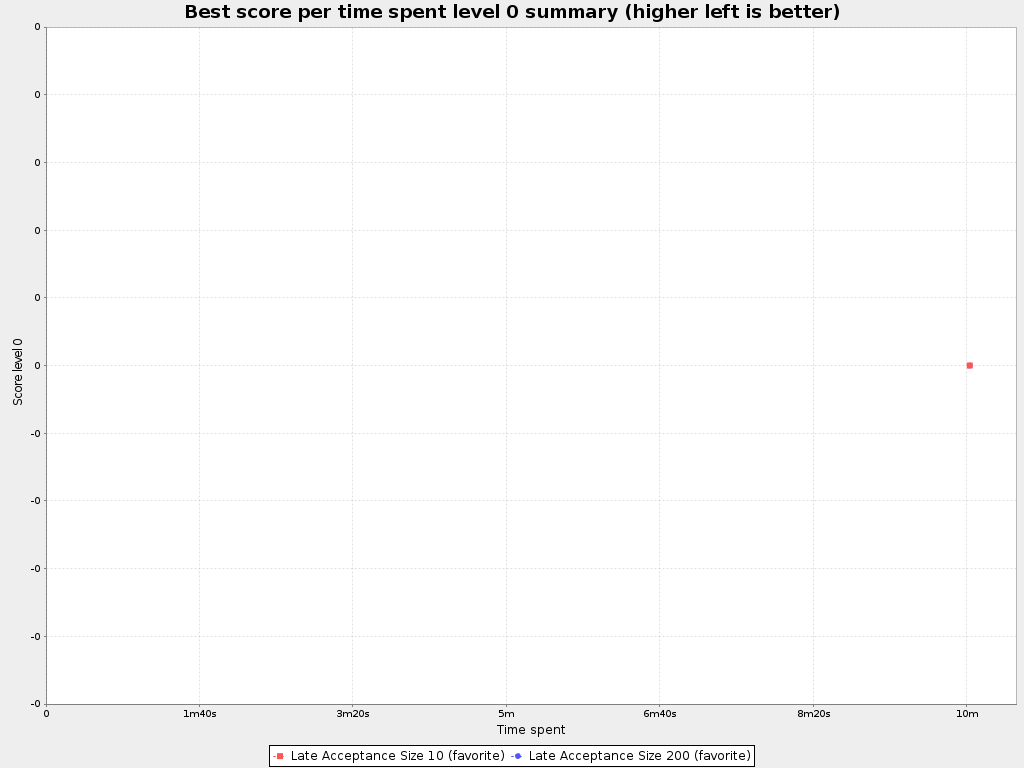 Best score per time spent level 0 summary (higher left is better)
0
0
0
0
0
0
-0
-0
-0
-0
-0
Score level 0
0 1m40s 3m20s 5m 6m40s 8m20s 10m
Time spent
Late Acceptance Size 10 (favorite) Late Acceptance Size 200 (favorite)